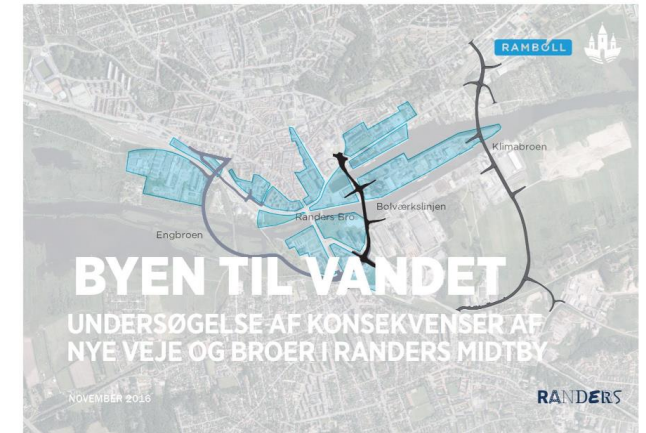 RAMBOLL
Klimabroen
Bolværkslinjen
Randers Bro
Engbroen
BYEN TIL VANDET
UNDERSØGELSE AF KONSEKVENSER AF
NYE VEJE OG BROER I RANDERS MIDTBY
NOVEMBER 2016
RANDERS